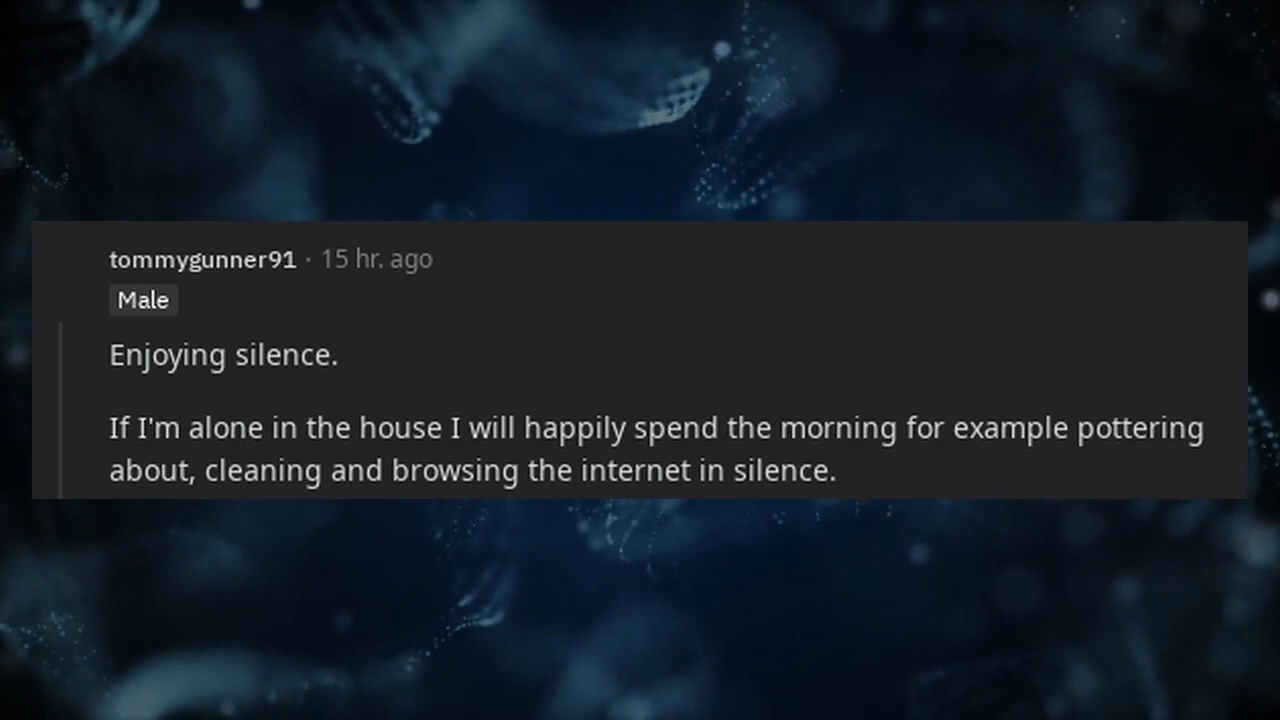 tommygunner91 · 15 hr. ago
Male
Enjoying silence.
If I'm alone in the house I will happily spend the morning for example pottering
about, cleaning and browsing the internet in silence.